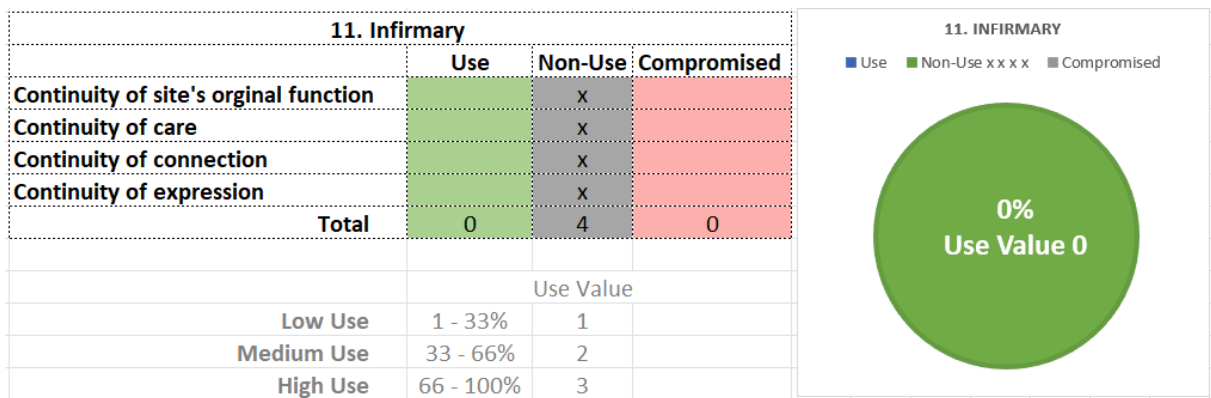 11. Infirmary
Use Non-Use Compromised
Continuity of site's orginal function x
Continuity of care x
Continuity of connection x
Continuity of expression x
Total 0 4 0
Use Value
Low Use 1 - 33% 1
Medium Use 33 - 66% 2
High Use 66 - 100% 3
11. INFIRMARY
Use Non-Use x x x x Compromised
0%
Use Value 0